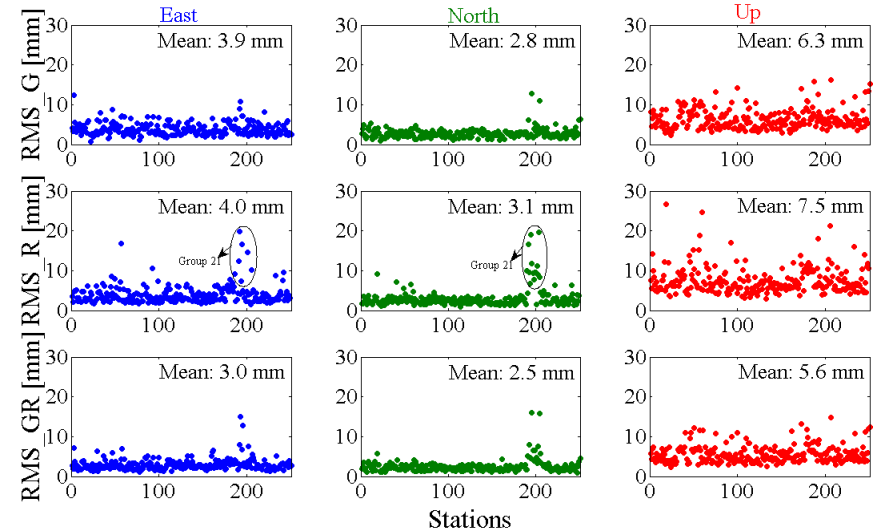 East North Up
RMS_G [mm]
30 Mean: 3.9 mm 30 Mean: 2.8 mm 30 Mean: 6.3 mm
20 20 20
10 10 10
0 0 0
0 100 200 0 100 200 0 100 200
RMS_R [mm]
30 Mean: 4.0 mm 30 Mean: 3.1 mm 30 Mean: 7.5 mm
20 20 20
Group 21 Group 21
10 10 10
0 0 0
0 100 200 0 100 200 0 100 200
RMS_GR [mm]
30 Mean: 3.0 mm 30 Mean: 2.5 mm 30 Mean: 5.6 mm
20 20 20
10 10 10
0 0 0
0 100 200 0 100 200 0 100 200
Stations